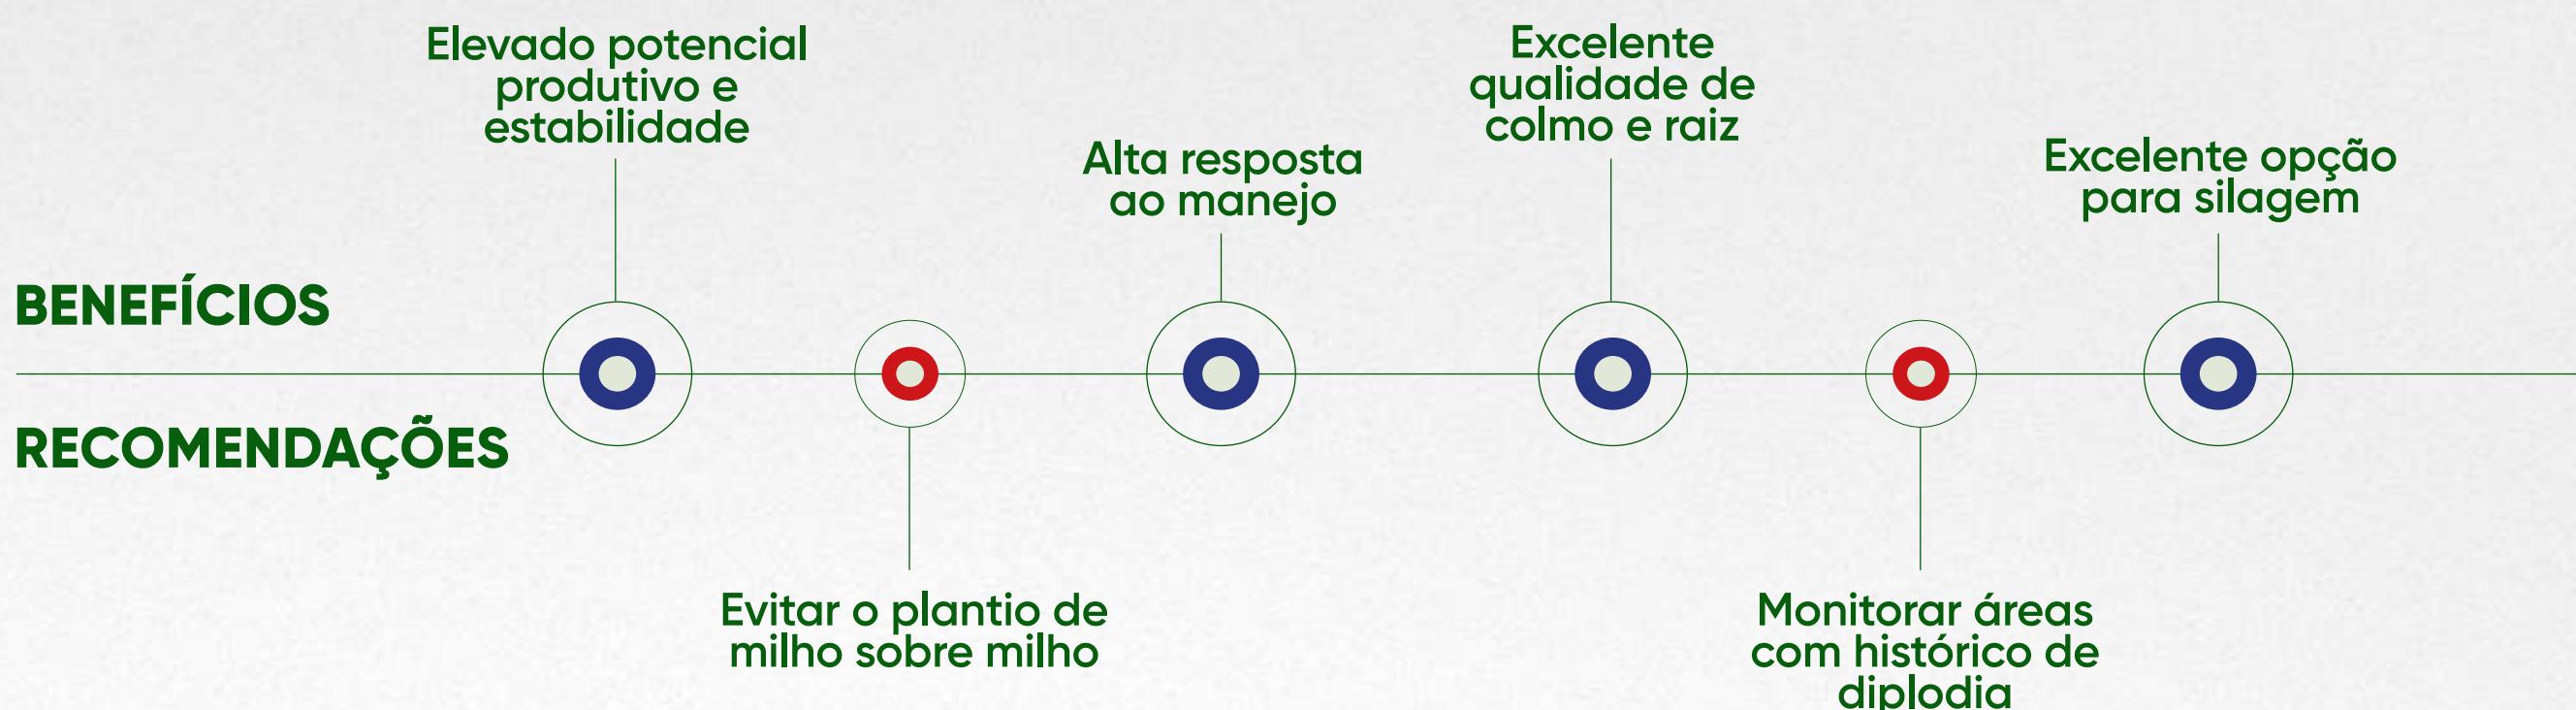 Elevado potencial
produtivo e
estabilidade
Alta resposta
ao manejo
Excelente
qualidade de
colmo e raiz
Excelente opção
para silagem
BENEFÍCIOS
RECOMENDAÇÕES
Evitar o plantio de
milho sobre milho
Monitorar áreas
com histórico de
diplodia